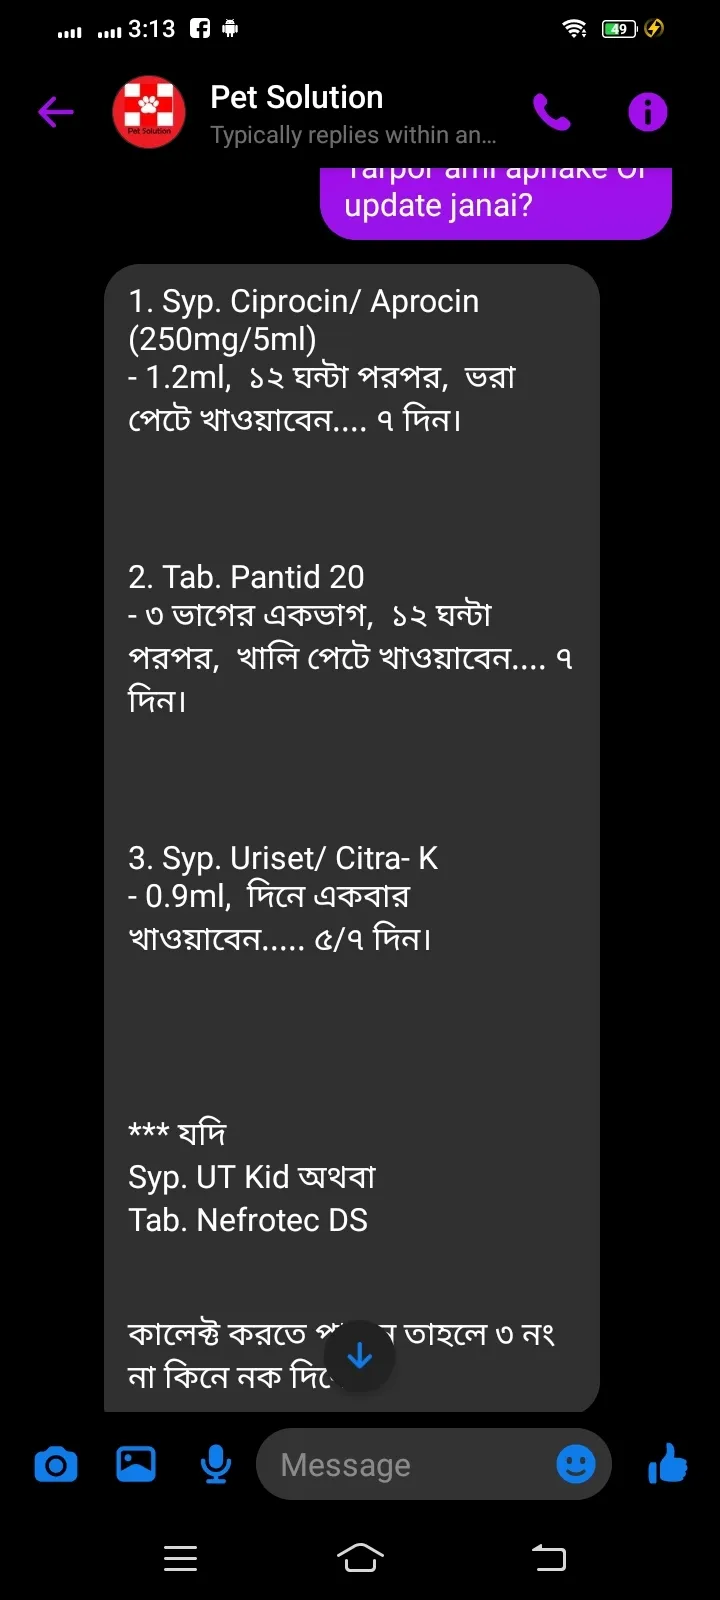 3:13
49
Pet Solution
Pet Solution
Typically replies within an...
update janai?
1. Syp. Ciprocin/ Aprocin
(250mg/5ml)
- 1.2ml, ১২ ঘন্টা পরপর, ভরা
পেটে খাওয়াবেন.... ৭ দিন।
2. Tab. Pantid 20
- ৩ ভাগের একভাগ, ১২ ঘন্টা
পরপর, খালি পেটে খাওয়াবেন.... ৭
দিন।
3. Syp. Uriset/ Citra- K
- 0.9ml, দিনে একবার
খাওয়াবেন..... ৫/৭ দিন।
*** যদি
Syp. UT Kid অথবা
Tab. Nefrotec DS
কালেক্ট করতে তাহলে ৩ নং
না কিনে নক
Message